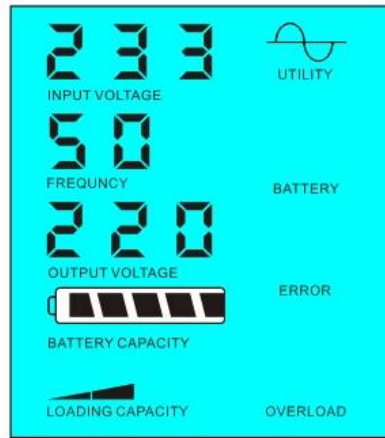 233
UTILITY
INPUT VOLTAGE
50
FREQUNCY
BATTERY
220
OUTPUT VOLTAGE
ERROR
BATTERY CAPACITY
LOADING CAPACITY
OVERLOAD